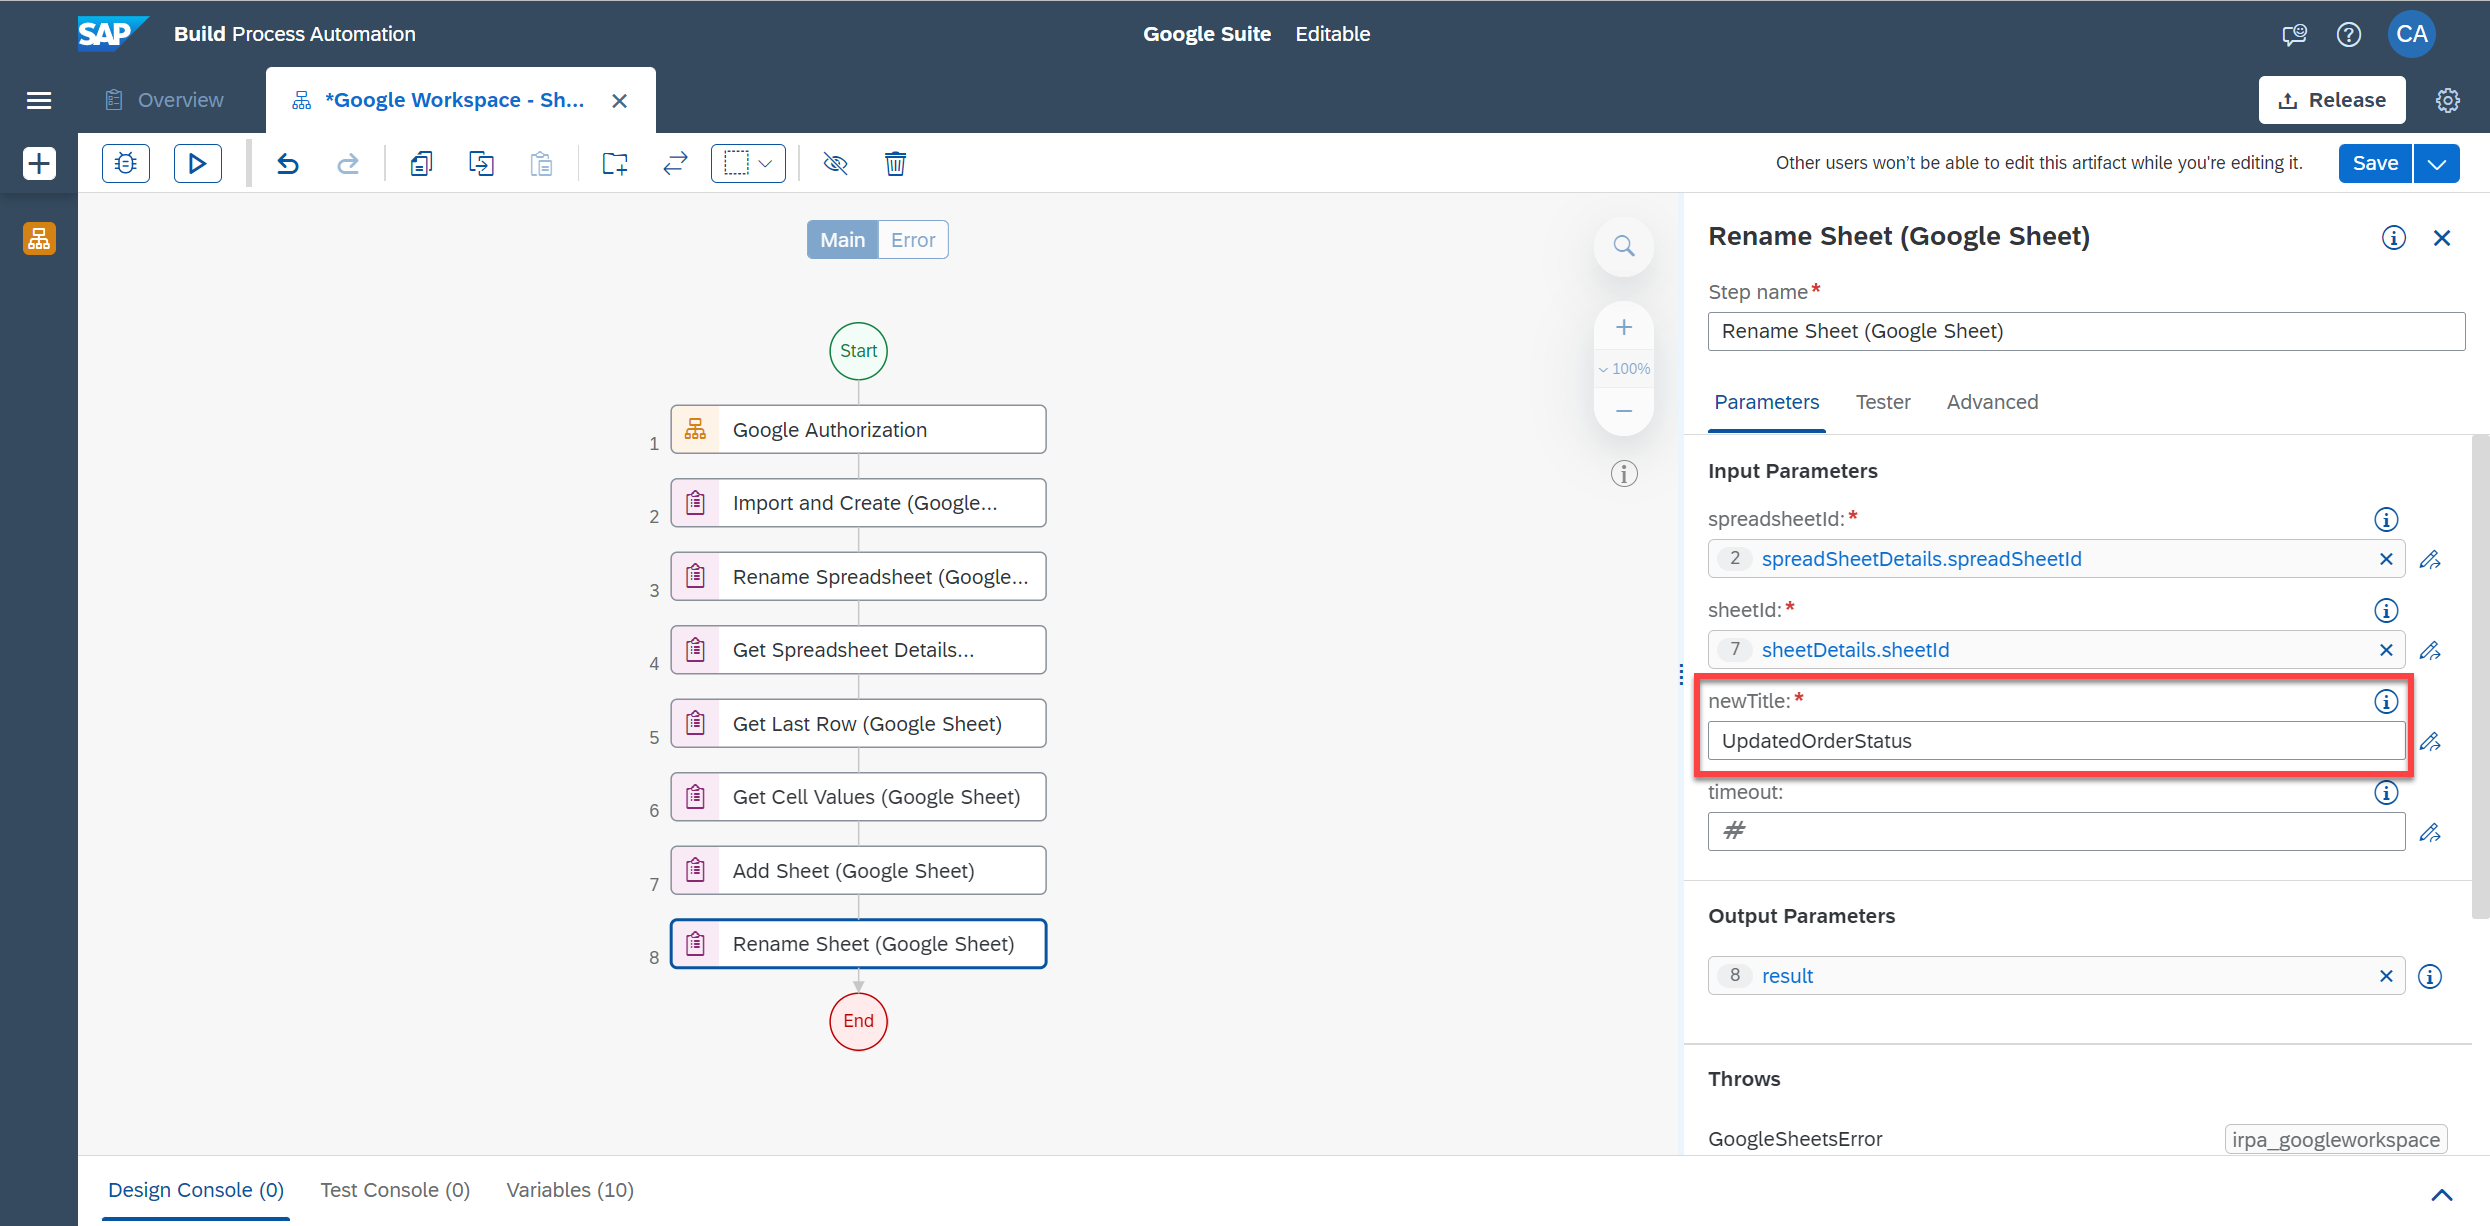 SAP Build Process Automation
Google Suite Editable
CA
Overview
*Google Workspace - Sh...
Release
Other users won't be able to edit this artifact while you're editing it.
Save
Main
Error
Start
1 Google Authorization
2 Import and Create (Google...
3 Rename Spreadsheet (Google...
4 Get Spreadsheet Details...
5 Get Last Row (Google Sheet)
6 Get Cell Values (Google Sheet)
7 Add Sheet (Google Sheet)
8 Rename Sheet (Google Sheet)
End
100%
Rename Sheet (Google Sheet)
Step name*
Rename Sheet (Google Sheet)
Parameters Tester Advanced
Input Parameters
spreadsheetId:*
2 spreadSheetDetails.spreadSheetId
sheetId:*
7 sheetDetails.sheetId
newTitle:*
UpdatedOrderStatus
timeout:
#
Output Parameters
8 result
Throws
GoogleSheetsError irpa_googleworkspace
Design Console (0) Test Console (0) Variables (10)